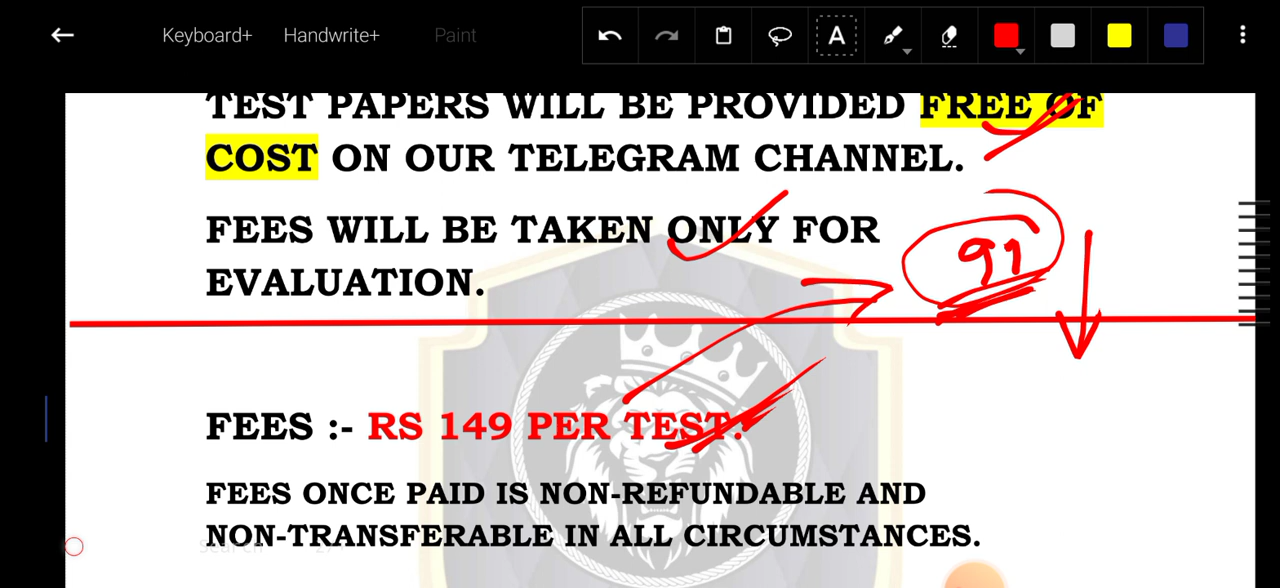 Keyboard+ Handwrite+ Paint A
TEST PAPERS WILL BE PROVIDED FREE OF
COST ON OUR TELEGRAM CHANNEL.
FEES WILL BE TAKEN ONLY FOR
EVALUATION.
FEES :- RS 149 PER TEST.
FEES ONCE PAID IS NON-REFUNDABLE AND
NON-TRANSFERABLE IN ALL CIRCUMSTANCES.